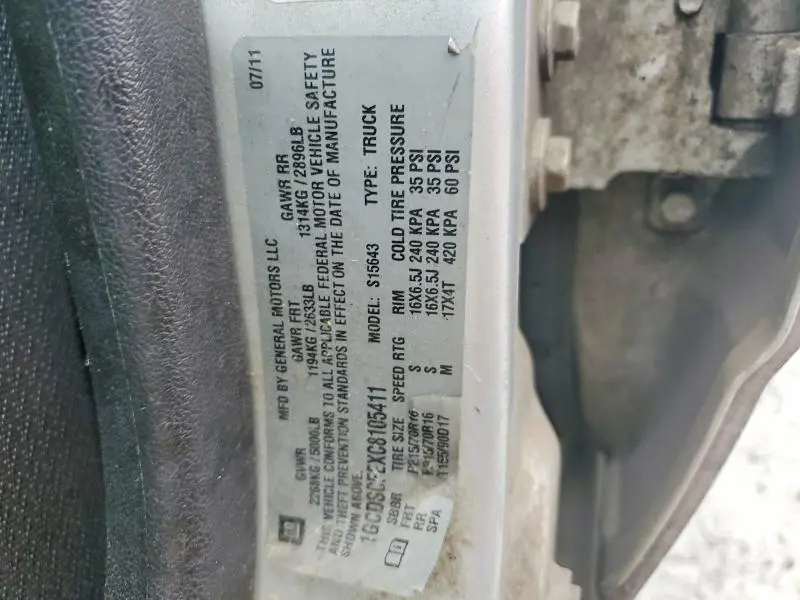 07/11
MFD BY GENERAL MOTORS LLC
GVWR GAWR FRT GAWR RR
2268KG / 5000LB 1194KG / 2633LB 1314KG / 2896LB
THIS VEHICLE CONFORMS TO ALL APPLICABLE FEDERAL MOTOR VEHICLE SAFETY
AND THEFT PREVENTION STANDARDS IN EFFECT ON THE DATE OF MANUFACTURE
SHOWN ABOVE.
MODEL: S15643 TYPE: TRUCK
SBBR TIRE SIZE SPEED RTG RIM COLD TIRE PRESSURE
FRT P215/70R16 S 16X6.5J 240 KPA 35 PSI
RR P215/70R16 S 16X6.5J 240 KPA 35 PSI
SPA T155/90D17 M 17X4T 420 KPA 60 PSI
GM